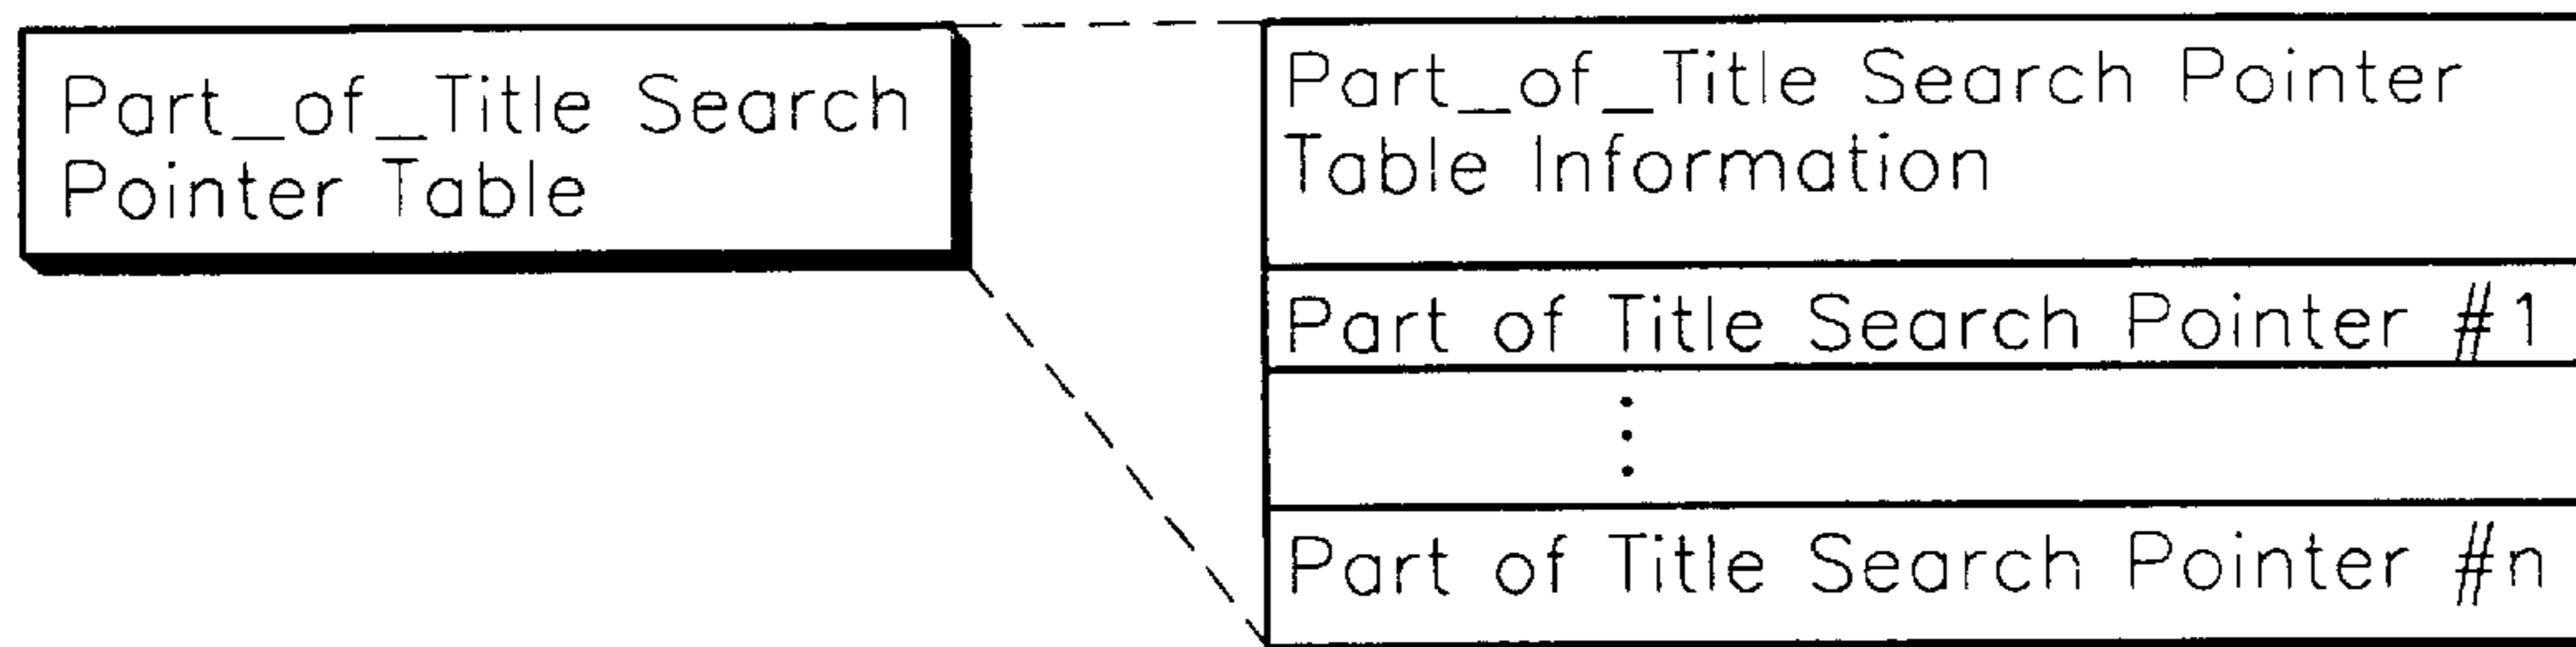 Part_of_Title Search
Pointer Table
Part_of_Title Search Pointer
Table Information
Part of Title Search Pointer #1
Part of Title Search Pointer #n